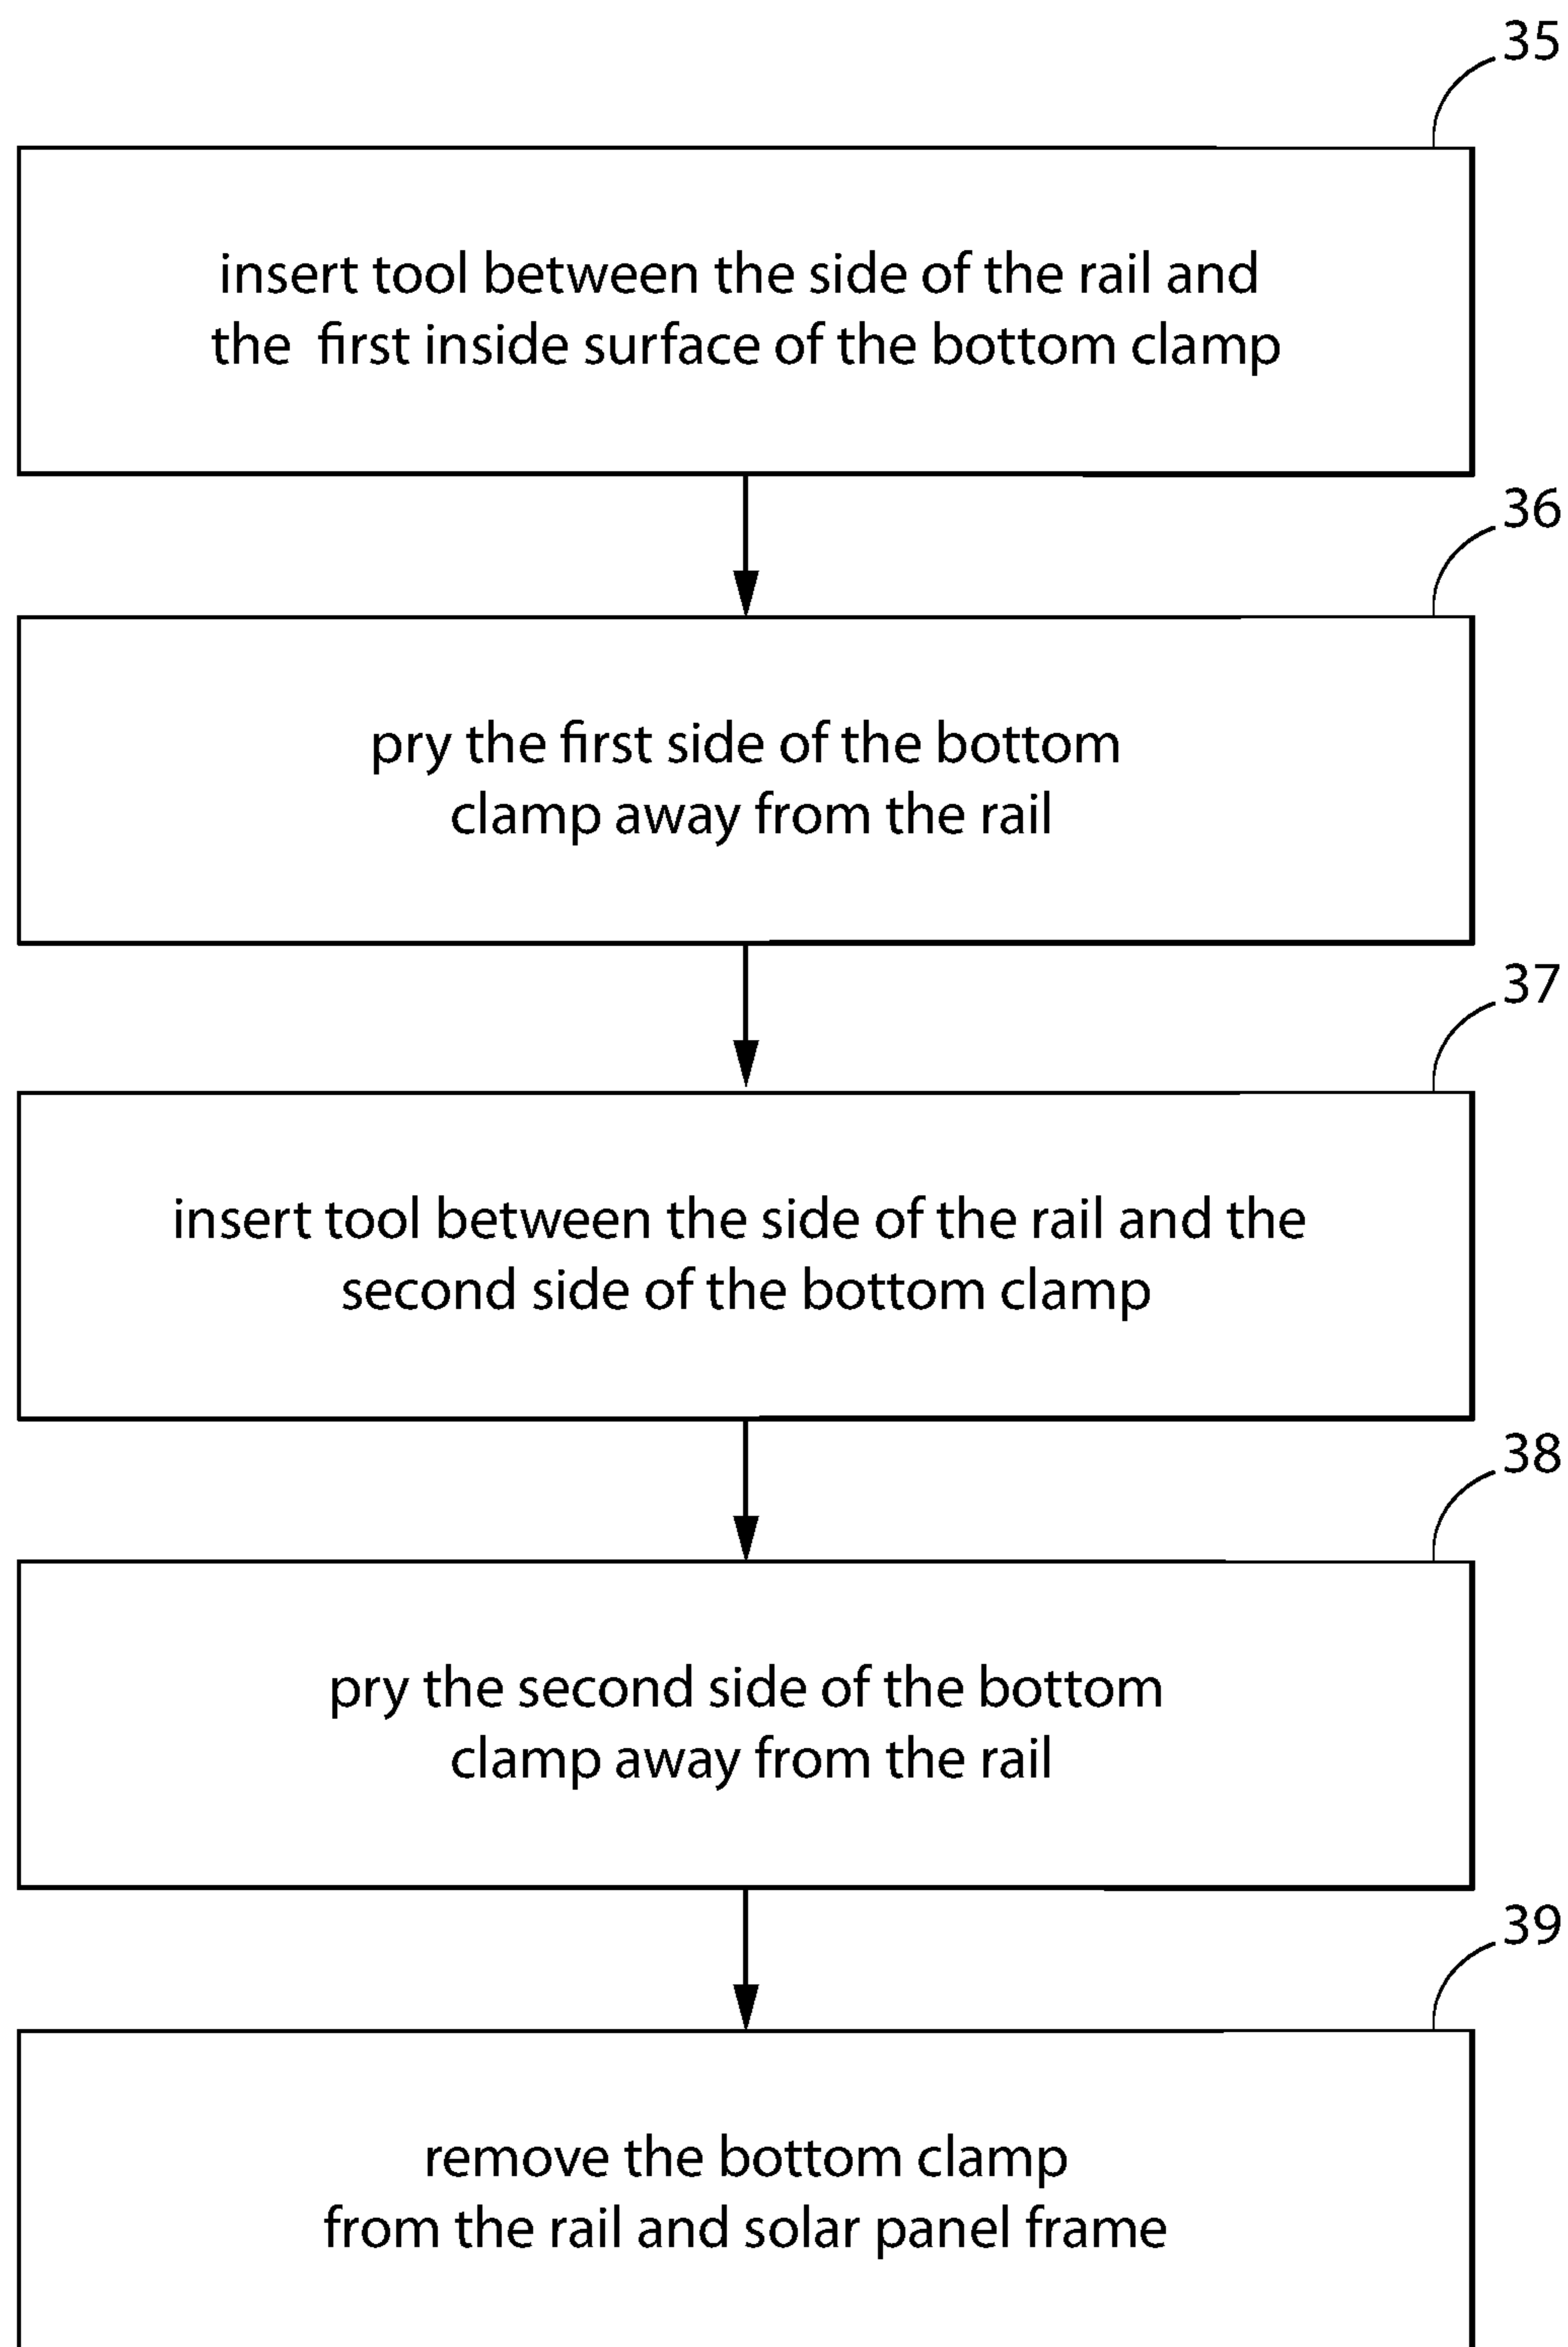 35
insert tool between the side of the rail and
the first inside surface of the bottom clamp
36
pry the first side of the bottom
clamp away from the rail
37
insert tool between the side of the rail and the
second side of the bottom clamp
38
pry the second side of the bottom
clamp away from the rail
39
remove the bottom clamp
from the rail and solar panel frame